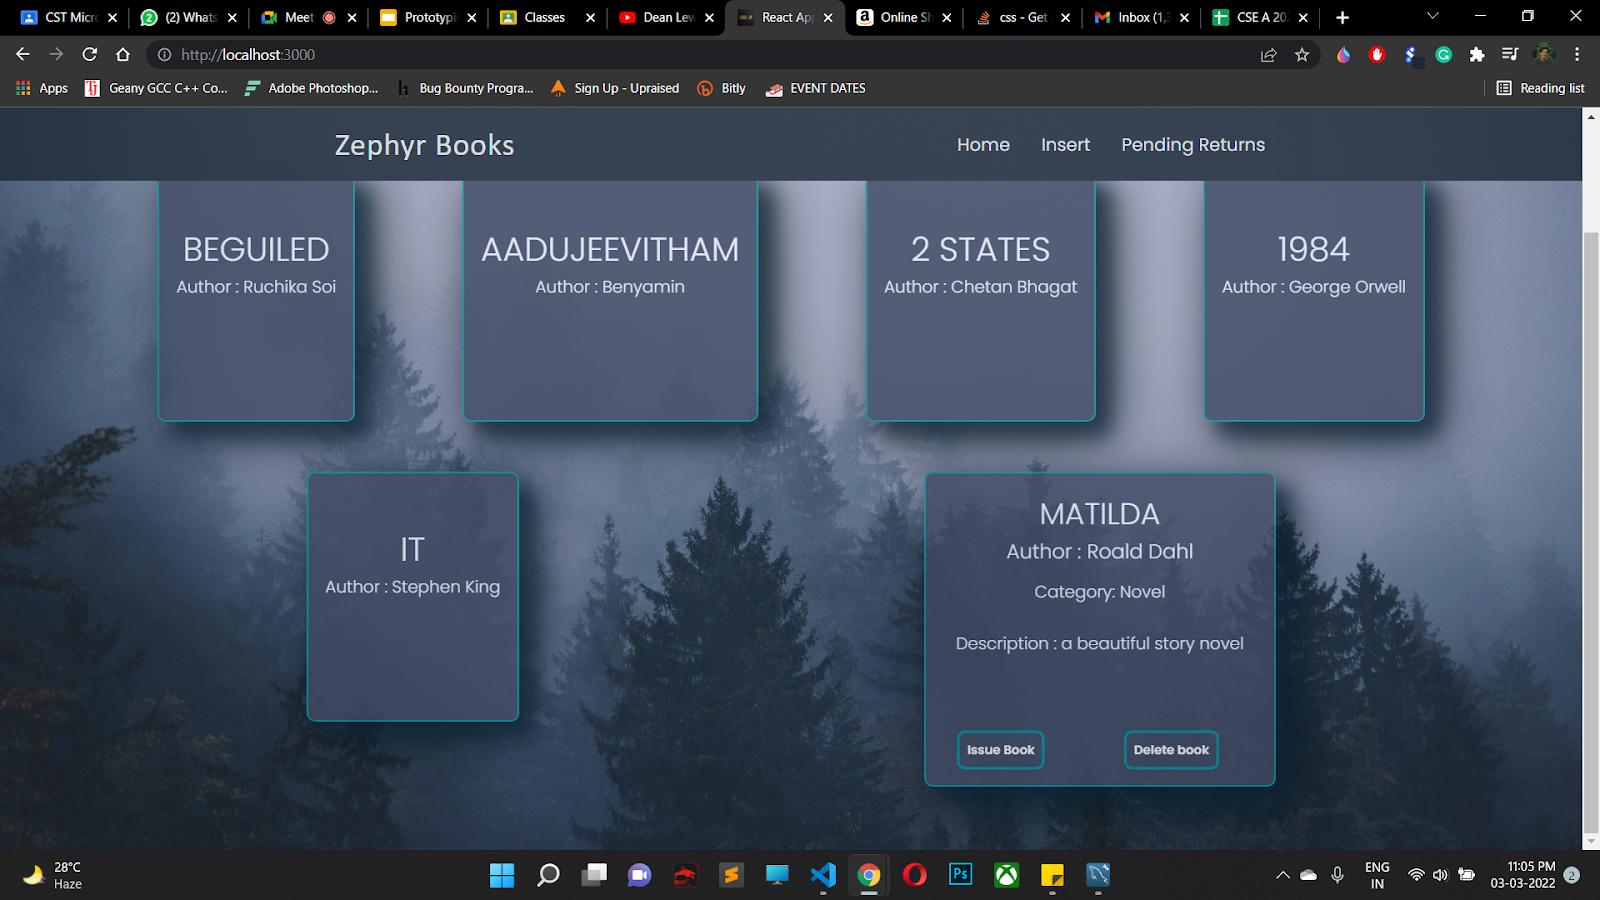 CST Micro
(2) Whats
Meet
Prototypi
Classes
Dean Lew
React Ap
Online Sh
css - Get
Inbox (1,
CSE A 20
http://localhost:3000
Apps
Geany GCC C++ Co...
Adobe Photoshop...
Bug Bounty Progra...
Sign Up - Upraised
Bitly
EVENT DATES
Reading list
Zephyr Books
Home
Insert
Pending Returns
BEGUILED
Author : Ruchika Soi
AADUJEEVITHAM
Author : Benyamin
2 STATES
Author : Chetan Bhagat
1984
Author : George Orwell
IT
Author : Stephen King
MATILDA
Author : Roald Dahl
Category: Novel
Description : a beautiful story novel
Issue Book
Delete book
28°C
Haze
Ps
ENG
IN
11:05 PM
03-03-2022
2